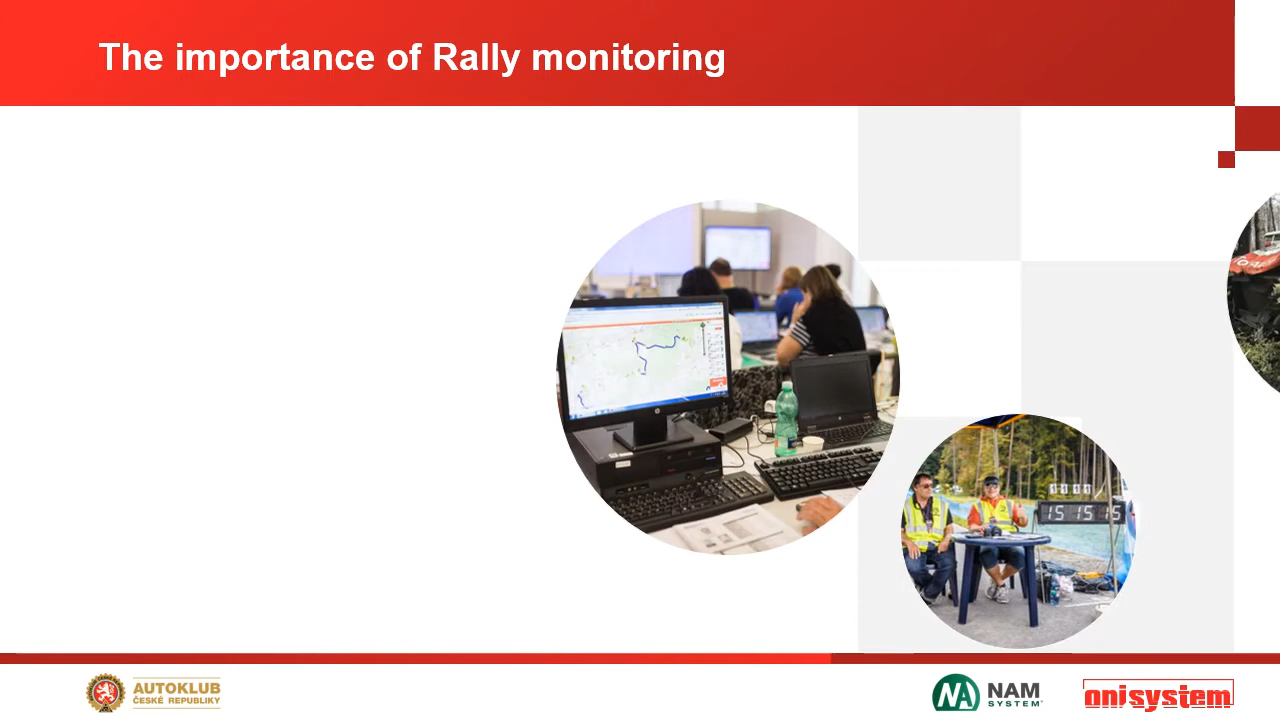 The importance of Rally monitoring
15 15 15
AUTOKLUB
ČESKÉ REPUBLIKY
NAM
SYSTEM
onisystem